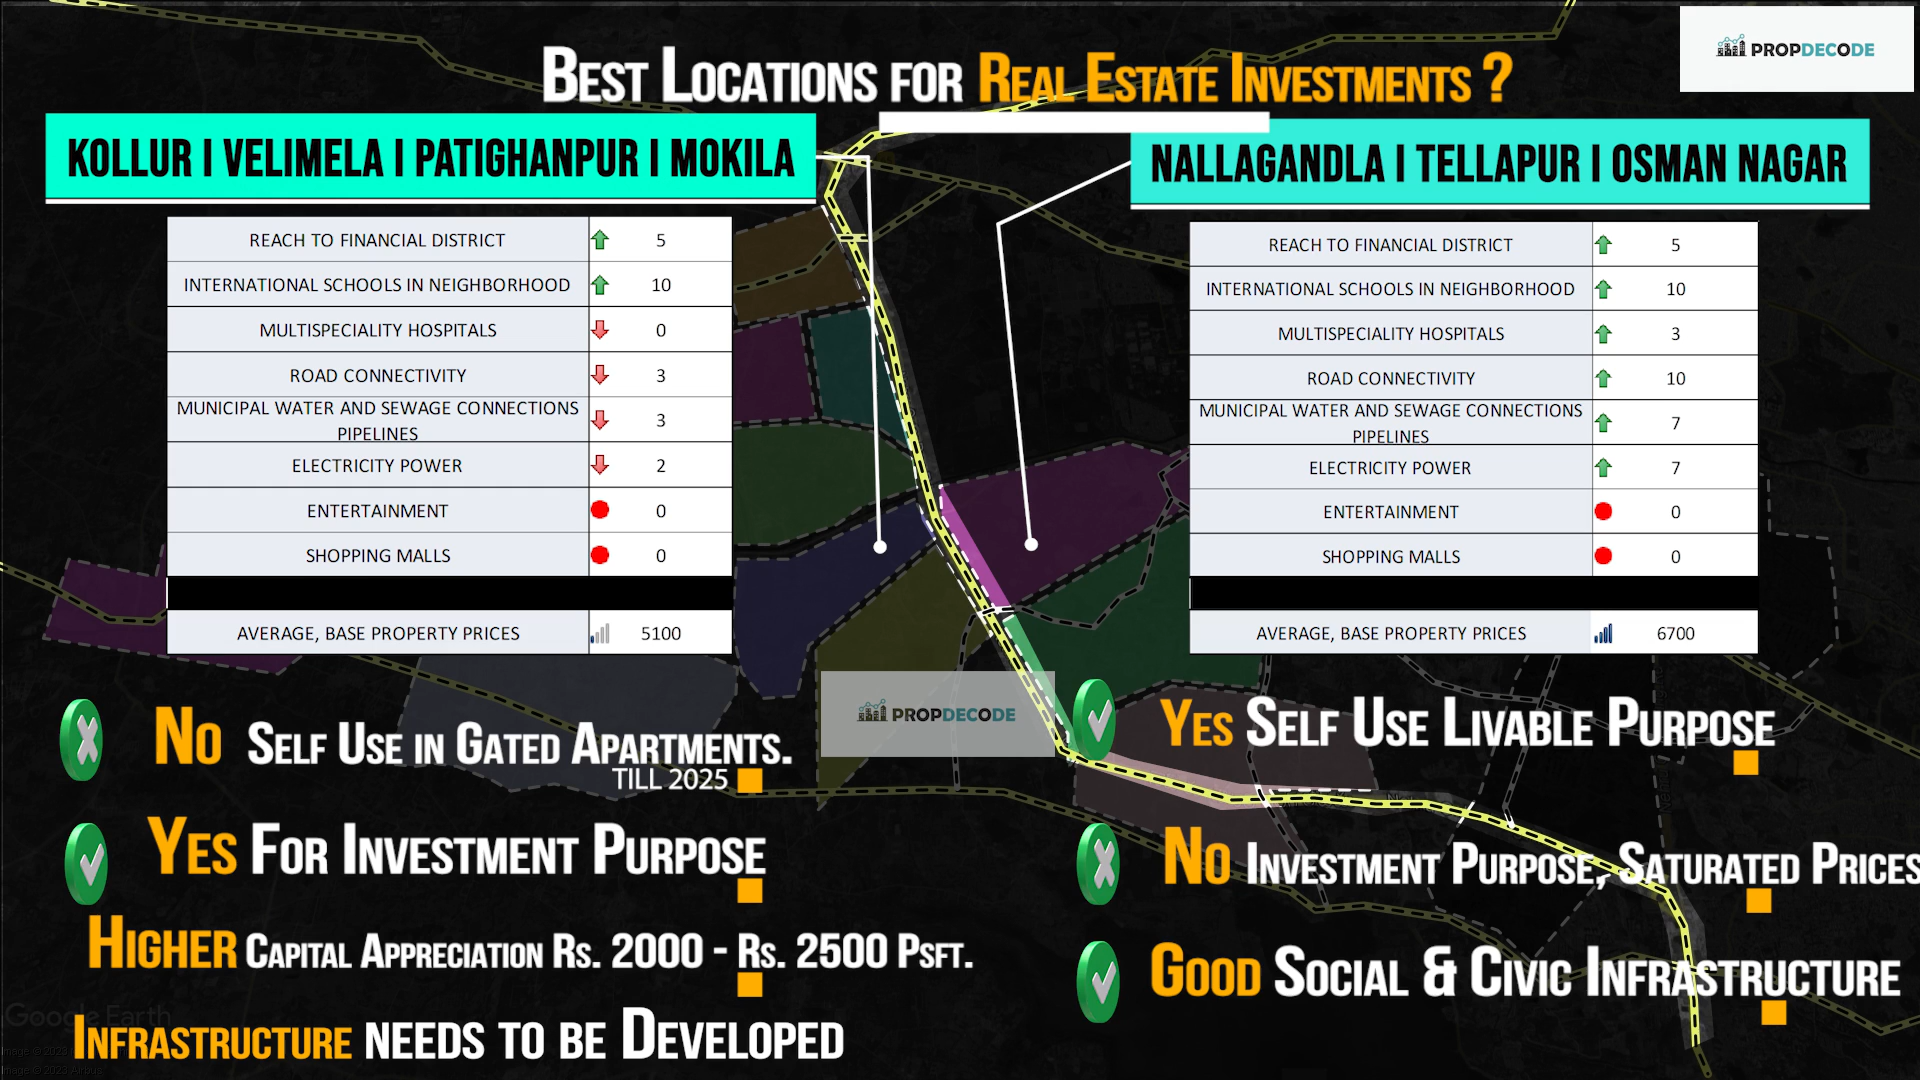 BEST LOCATIONS FOR REAL ESTATE INVESTMENTS ?
PROPDECODE
KOLLUR I VELIMELA I PATIGHANPUR I MOKILA
REACH TO FINANCIAL DISTRICT 5
INTERNATIONAL SCHOOLS IN NEIGHBORHOOD 10
MULTISPECIALITY HOSPITALS 0
ROAD CONNECTIVITY 3
MUNICIPAL WATER AND SEWAGE CONNECTIONS
PIPELINES 3
ELECTRICITY POWER 2
ENTERTAINMENT 0
SHOPPING MALLS 0
AVERAGE, BASE PROPERTY PRICES 5100
NO SELF USE IN GATED APARTMENTS.
TILL 2025
YES FOR INVESTMENT PURPOSE
HIGHER CAPITAL APPRECIATION RS. 2000 - RS. 2500 PSFT.
INFRASTRUCTURE NEEDS TO BE DEVELOPED
NALLAGANDLA I TELLAPUR I OSMAN NAGAR
REACH TO FINANCIAL DISTRICT 5
INTERNATIONAL SCHOOLS IN NEIGHBORHOOD 10
MULTISPECIALITY HOSPITALS 3
ROAD CONNECTIVITY 10
MUNICIPAL WATER AND SEWAGE CONNECTIONS
PIPELINES 7
ELECTRICITY POWER 7
ENTERTAINMENT 0
SHOPPING MALLS 0
AVERAGE, BASE PROPERTY PRICES 6700
YES SELF USE LIVABLE PURPOSE
NO INVESTMENT PURPOSE, SATURATED PRICES
GOOD SOCIAL & CIVIC INFRASTRUCTURE
PROPDECODE
Google Earth